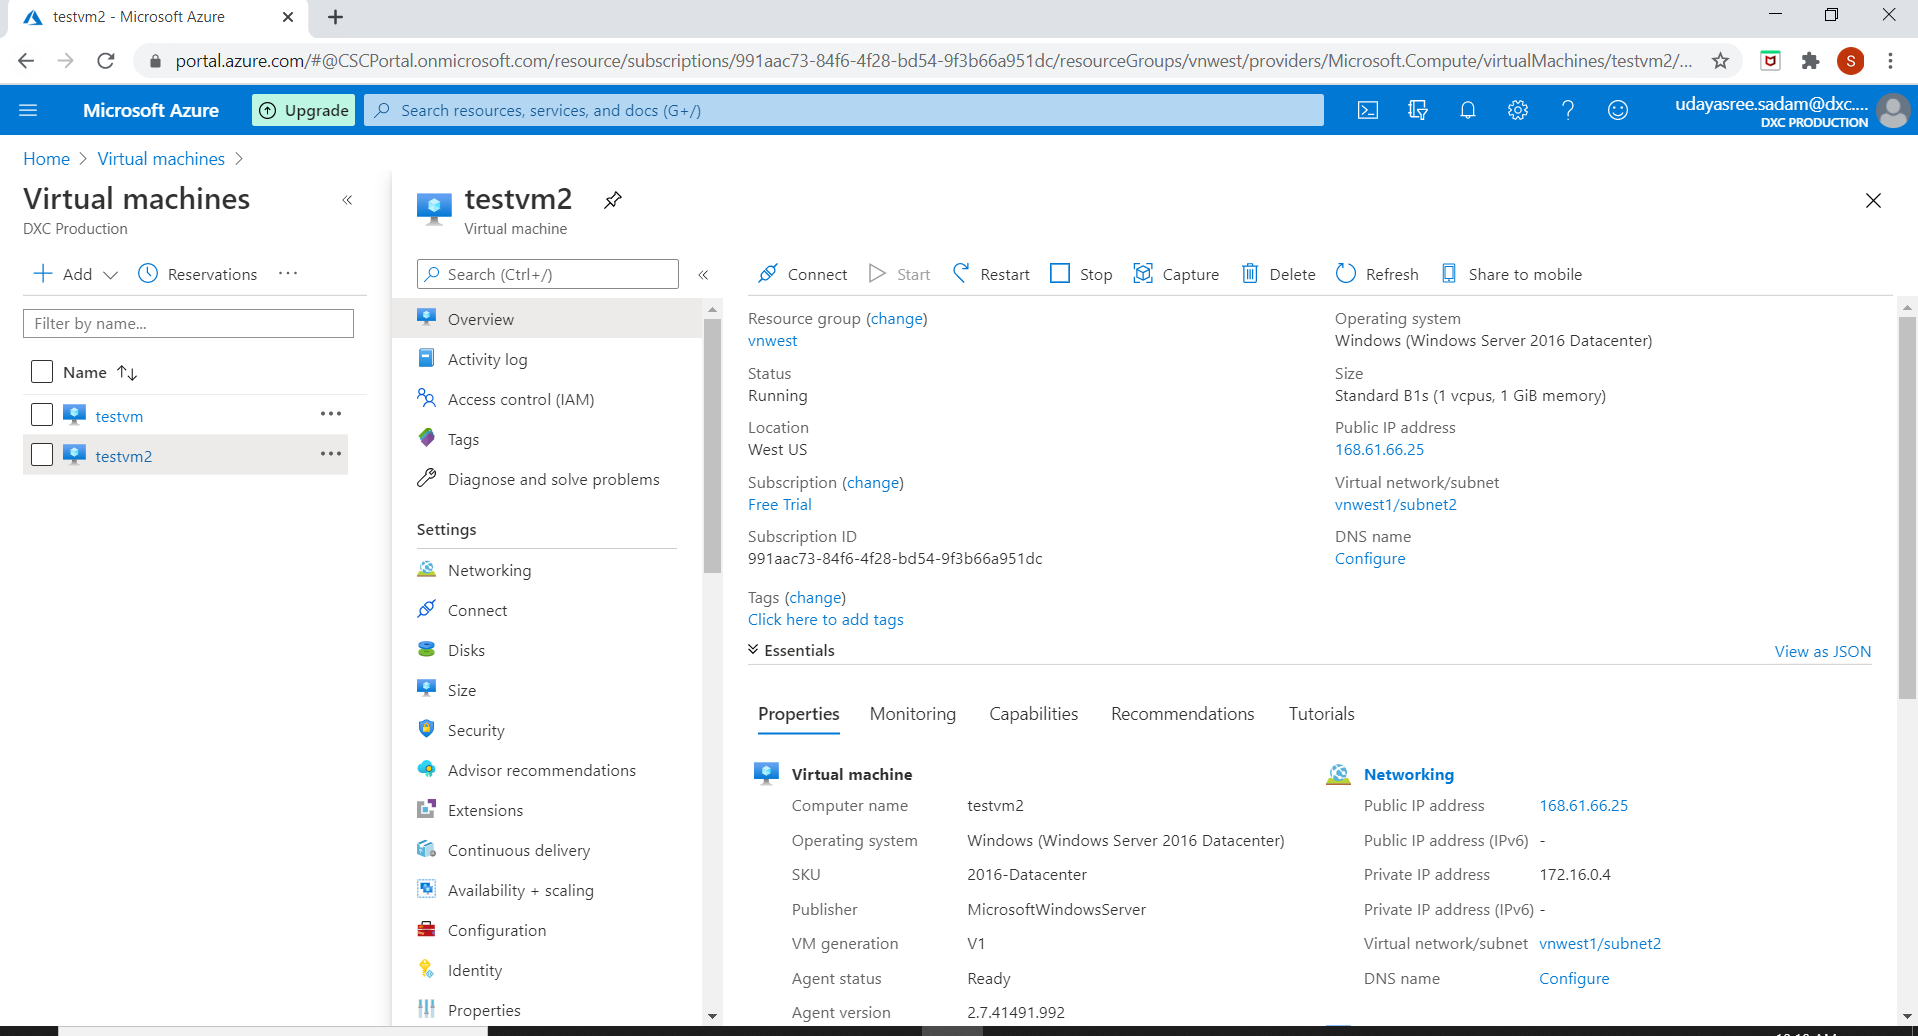 testvm2 - Microsoft Azure
portal.azure.com/#@CSCPortal.onmicrosoft.com/resource/subscriptions/991aac73-84f6-4f28-bd54-9f3b66a951dc/resourceGroups/vnwest/providers/Microsoft.Compute/virtualMachines/testvm2/...
S
Microsoft Azure
Upgrade
Search resources, services, and docs (G+/)
udayasree.sadam@dxc....
DXC PRODUCTION
Home > Virtual machines >
Virtual machines
DXC Production
Add
Reservations
...
Filter by name...
Name
testvm
testvm2
testvm2
Virtual machine
Search (Ctrl+/)
Connect
Start
Restart
Stop
Capture
Delete
Refresh
Share to mobile
Overview
Activity log
Access control (IAM)
Tags
Diagnose and solve problems
Settings
Networking
Connect
Disks
Size
Security
Advisor recommendations
Extensions
Continuous delivery
Availability + scaling
Configuration
Identity
Properties
Resource group (change)
vnwest
Status
Running
Location
West US
Subscription (change)
Free Trial
Subscription ID
991aac73-84f6-4f28-bd54-9f3b66a951dc
Tags (change)
Click here to add tags
Operating system
Windows (Windows Server 2016 Datacenter)
Size
Standard B1s (1 vcpus, 1 GiB memory)
Public IP address
168.61.66.25
Virtual network/subnet
vnwest1/subnet2
DNS name
Configure
Essentials
View as JSON
Properties
Monitoring
Capabilities
Recommendations
Tutorials
Virtual machine
Computer name testvm2
Operating system Windows (Windows Server 2016 Datacenter)
SKU 2016-Datacenter
Publisher MicrosoftWindowsServer
VM generation V1
Agent status Ready
Agent version 2.7.41491.992
Networking
Public IP address 168.61.66.25
Public IP address (IPv6) -
Private IP address 172.16.0.4
Private IP address (IPv6) -
Virtual network/subnet vnwest1/subnet2
DNS name Configure